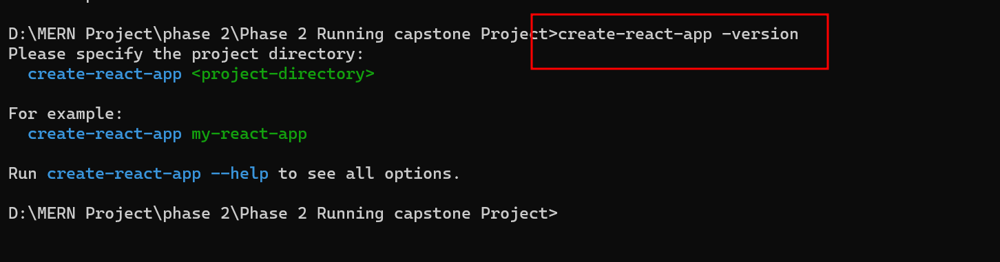 D:\MERN Project\phase 2\Phase 2 Running capstone Project>create-react-app -version
Please specify the project directory:
create-react-app <project-directory>
For example:
create-react-app my-react-app
Run create-react-app --help to see all options.
D:\MERN Project\phase 2\Phase 2 Running capstone Project>